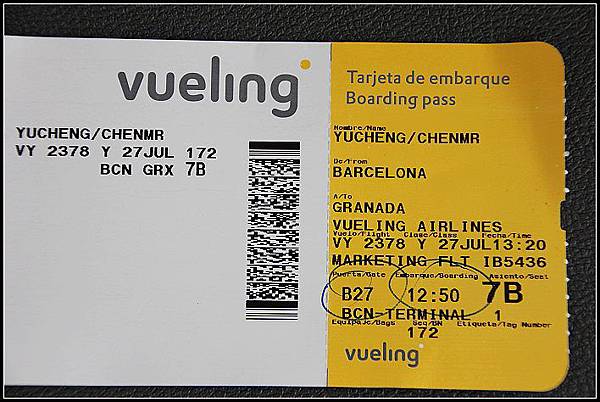 vueling
YUCHENG/CHENMR
VY 2378 Y 27JUL 172
BCN GRX 7B
Tarjeta de embarque
Boarding pass
Nombre/Name
YUCHENG/CHENMR
De/From
BARCELONA
A/To
GRANADA
VUELING AIRLINES
Vuelo/Flight Clase/Class Fecha/Time
VY 2378 Y 27JUL13:20
MARKETING FLT IB5436
Puerta/Gate Embarque/Boarding Asiento/Seat
B27 12:50 7B
BCN-TERMINAL 1
Equipaje/Bags Seq/BN Etiqueta/Tag Number
172
vueling